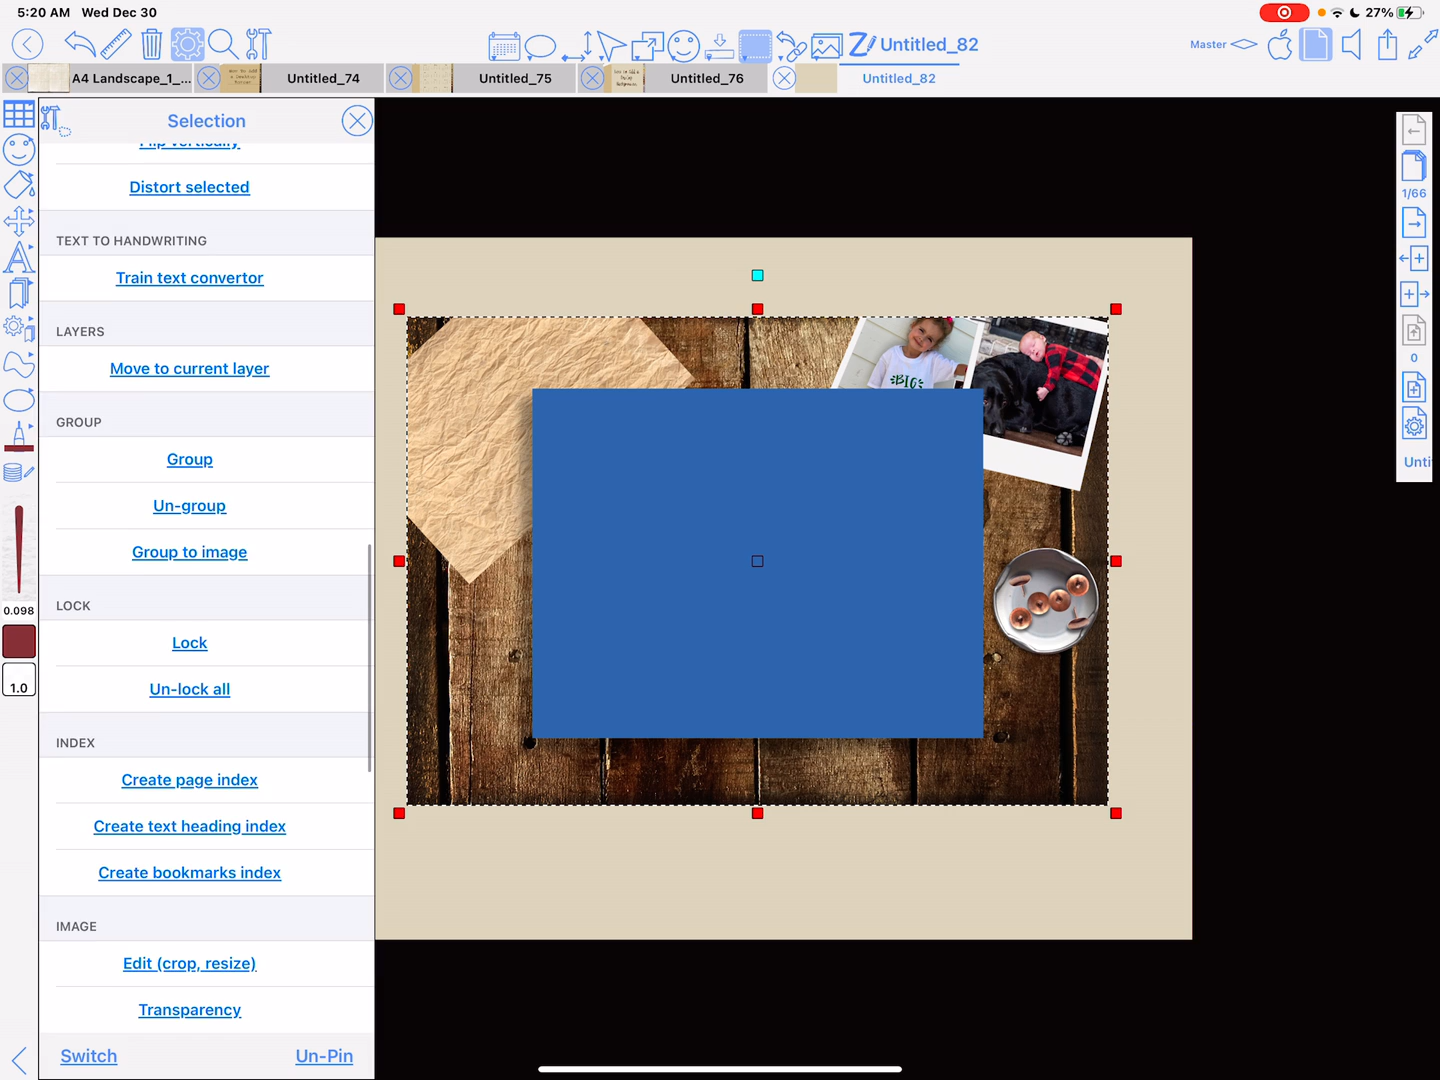 5:20 AM Wed Dec 30
27%
Untitled_82
Master
A4 Landscape_1_...
Untitled_74
Untitled_75
Untitled_76
Untitled_82
Selection
Flip vertically
Distort selected
TEXT TO HANDWRITING
Train text convertor
LAYERS
Move to current layer
GROUP
Group
Un-group
Group to image
LOCK
Lock
Un-lock all
INDEX
Create page index
Create text heading index
Create bookmarks index
IMAGE
Edit (crop, resize)
Transparency
Switch
Un-Pin
0.098
1.0
BIG
1/66
0
Unti